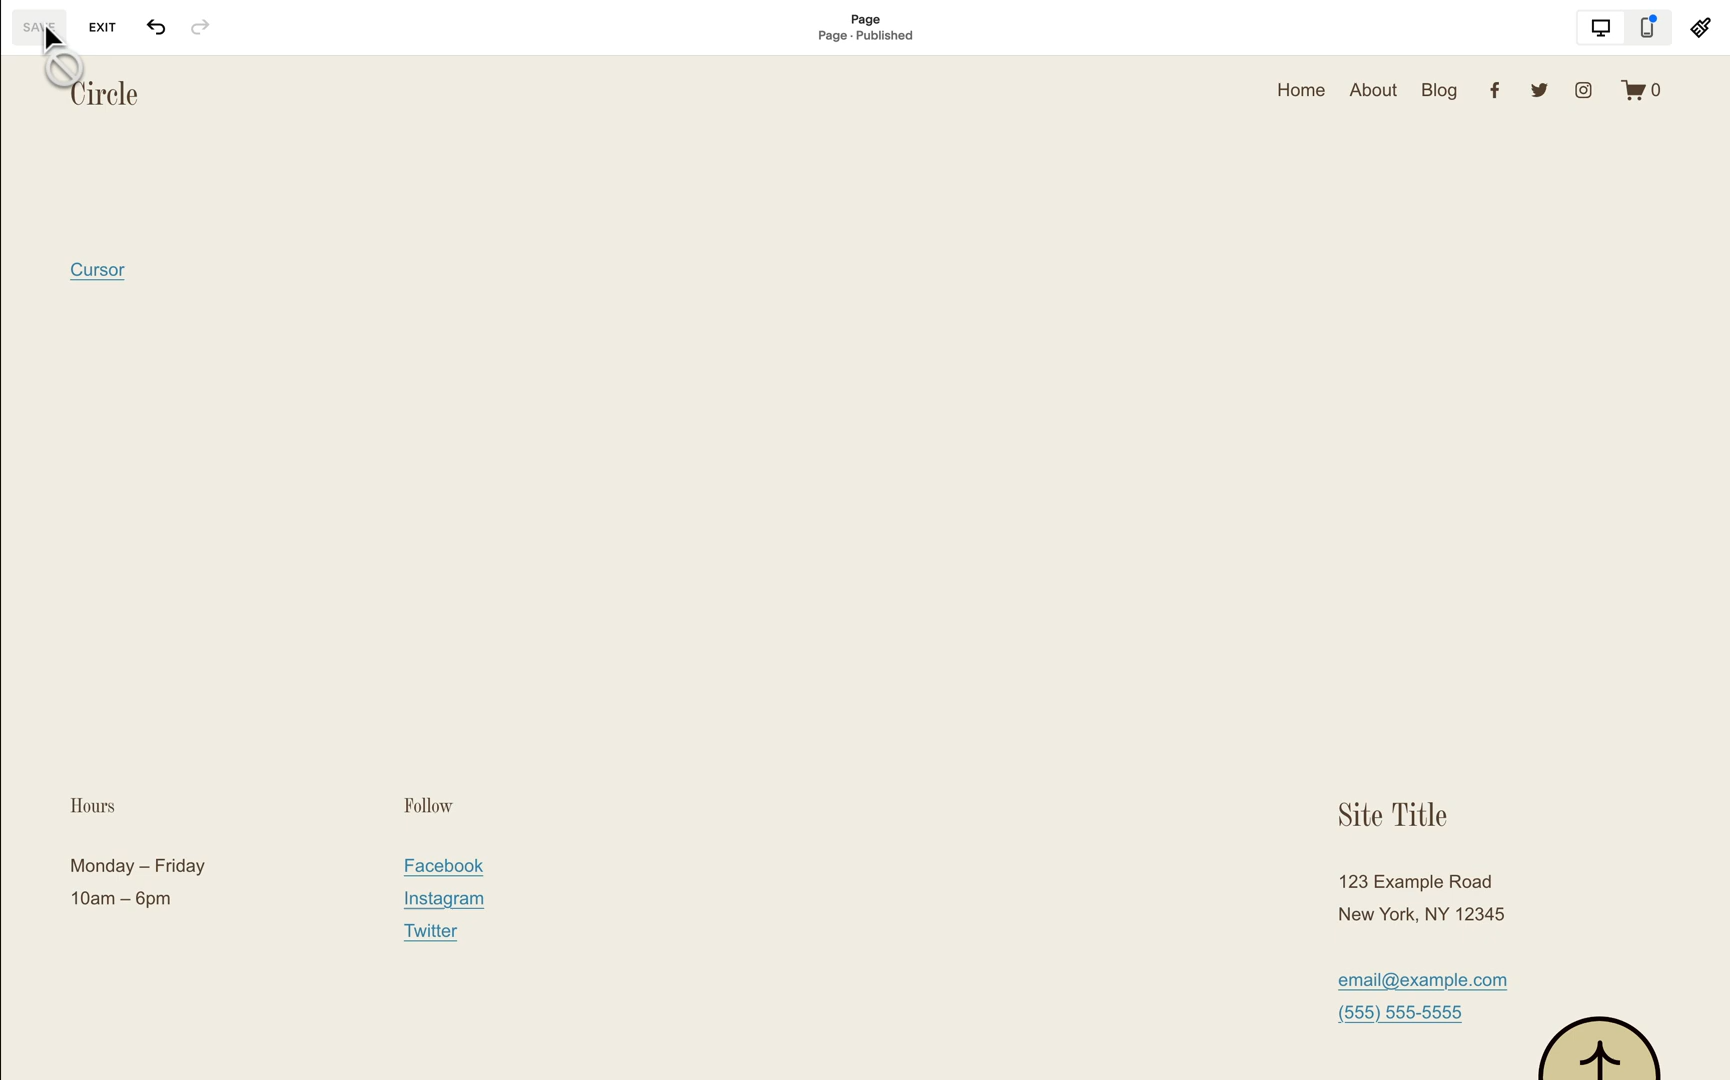 SAVE
EXIT
Page
Page · Published
Circle
Home
About
Blog
0
Cursor
Hours
Monday – Friday
10am – 6pm
Follow
Facebook
Instagram
Twitter
Site Title
123 Example Road
New York, NY 12345
email@example.com
(555) 555-5555